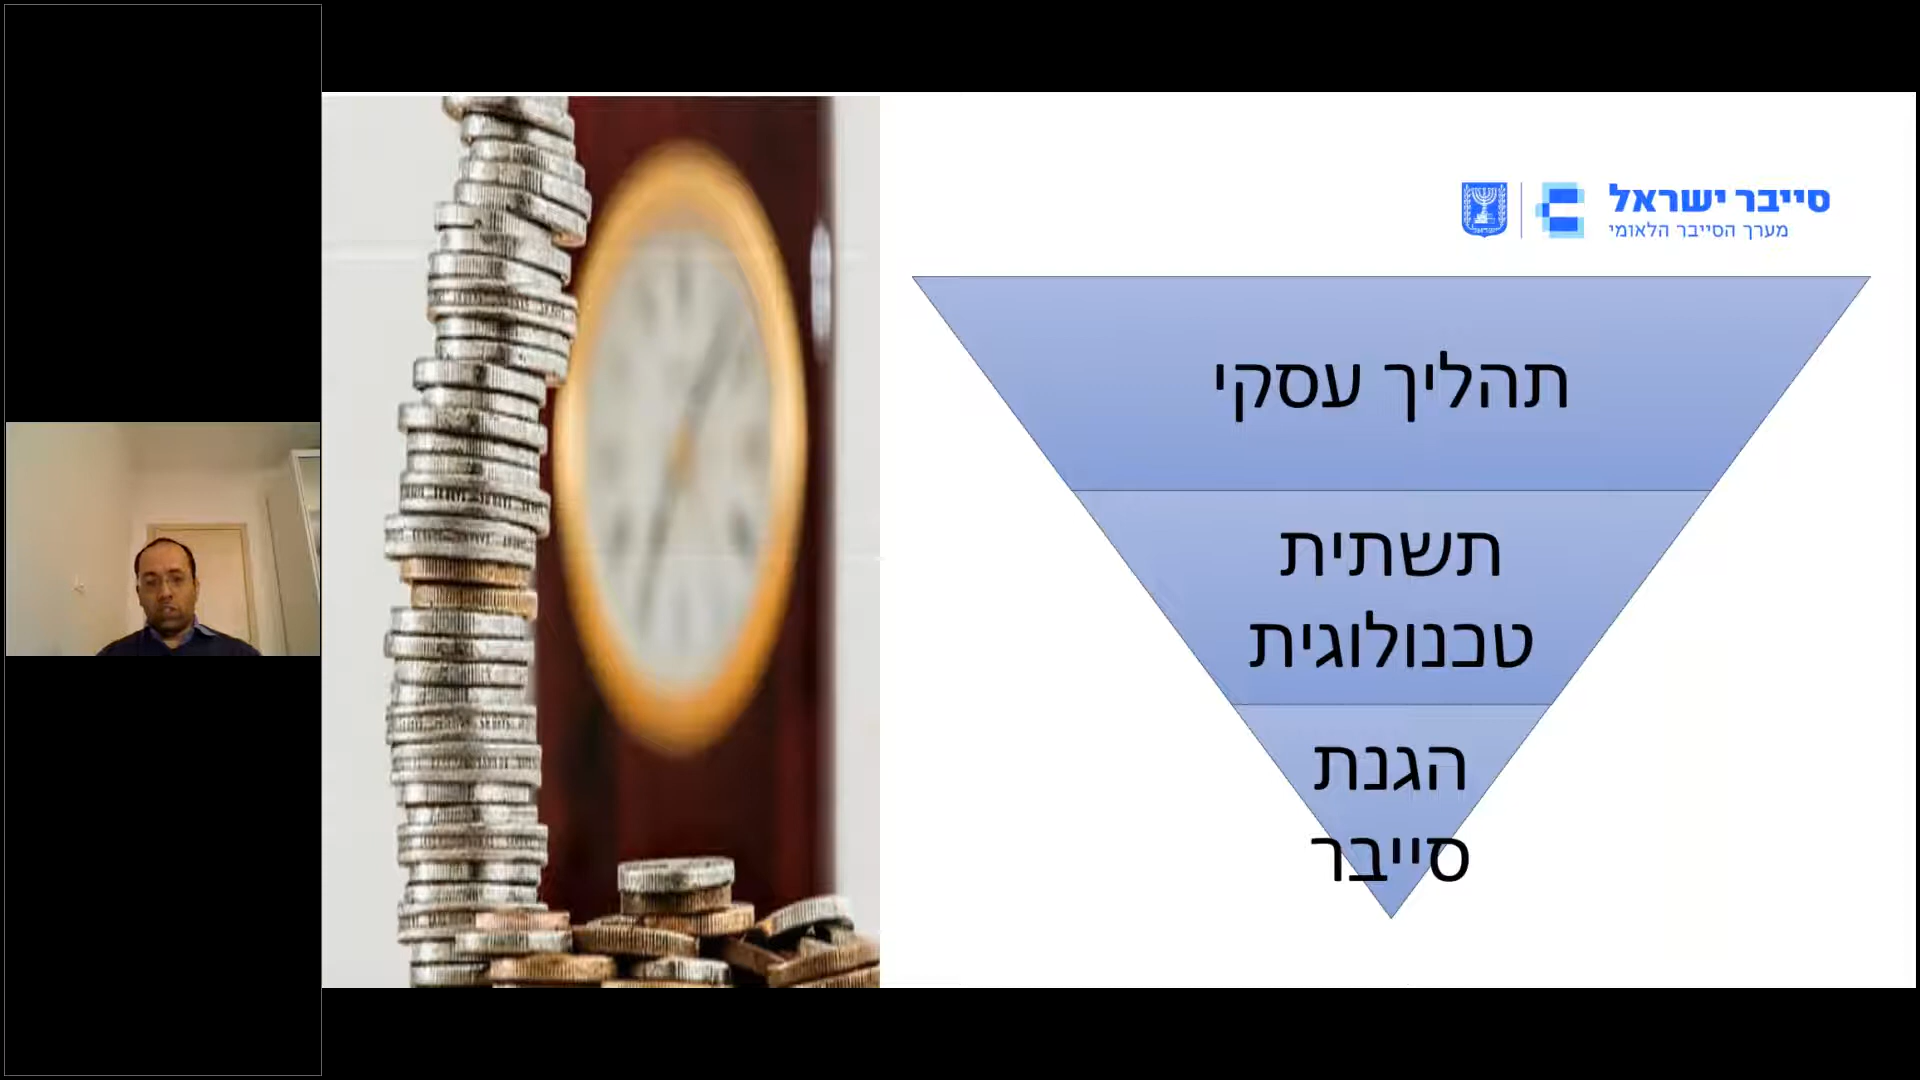 סייבר ישראל
מערך הסייבר הלאומי
תהליך עסקי
תשתית
טכנולוגית
הגנת
סייבר